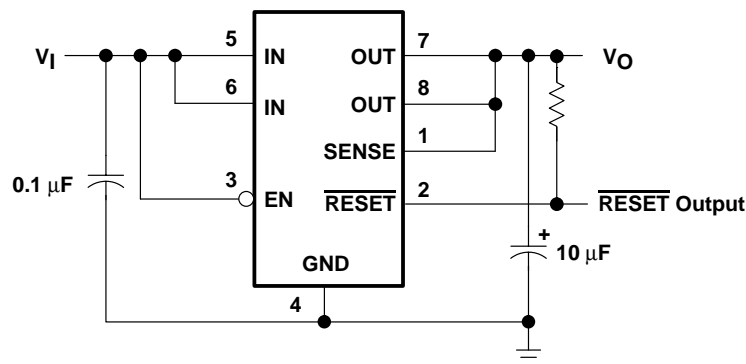 V_I
5
IN
OUT
7
V_O
6
IN
OUT
8
SENSE
1
0.1 μF
3
EN
RESET
2
RESET Output
GND
+
10 μF
4